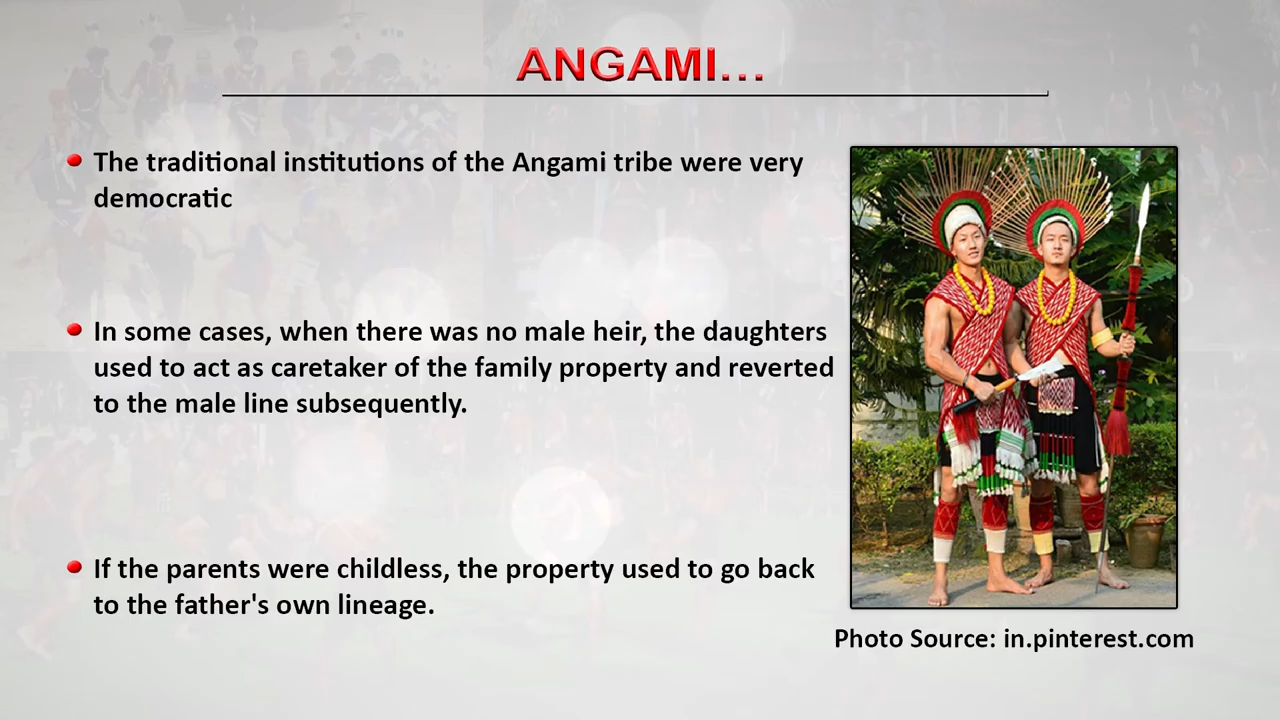 ANGAMI...
The traditional institutions of the Angami tribe were very
democratic
In some cases, when there was no male heir, the daughters
used to act as caretaker of the family property and reverted
to the male line subsequently.
If the parents were childless, the property used to go back
to the father's own lineage.
Photo Source: in.pinterest.com